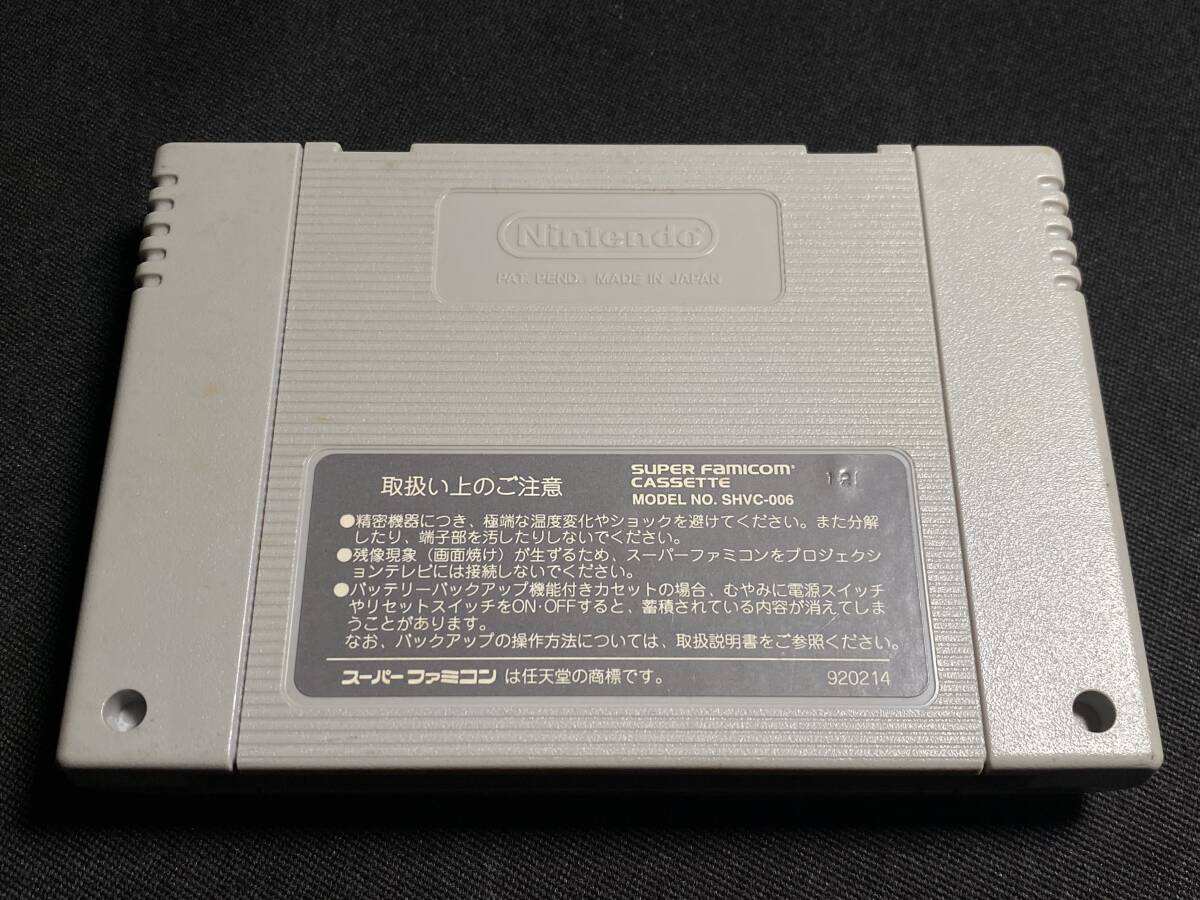 Nintendo
PAT. PEND. MADE IN JAPAN
取扱い上のご注意
SUPER FAMICOM
CASSETTE
MODEL NO. SHVC-006
●精密機器につき、極端な温度変化やショックを避けてください。また分解
したり、端子部を汚したりしないでください。
●残像現象（画面焼け）が生ずるため、スーパーファミコンをプロジェクシ
ョンテレビには接続しないでください。
●バッテリーバックアップ機能付きカセットの場合、むやみに電源スイッチ
やリセットスイッチをON・OFFすると、蓄積されている内容が消えてしま
うことがあります。
なお、バックアップの操作方法については、取扱説明書をご参照ください。
スーパーファミコン は任天堂の商標です。
920214